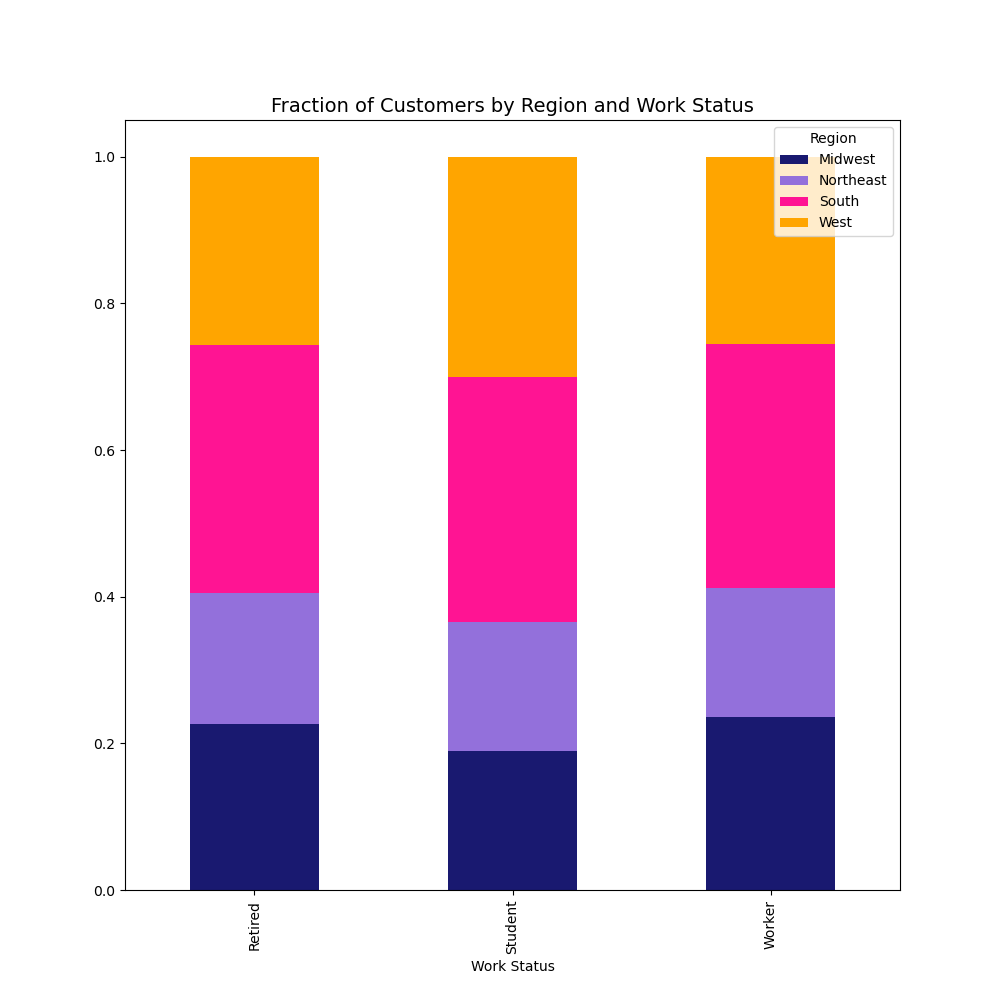 Fraction of Customers by Region and Work Status
Region
Midwest
Northeast
South
West
1.0
0.8
0.6
0.4
0.2
0.0
Retired
Student
Worker
Work Status